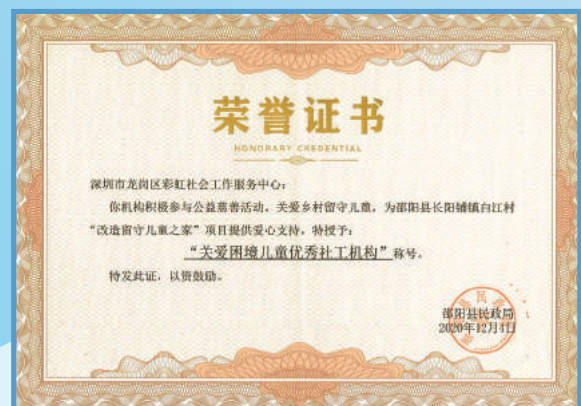 荣誉证书
HONORARY CREDENTIAL
深圳市龙岗区彩虹社会工作服务中心：
你机构积极参与公益慈善活动，关爱乡村留守儿童，为邵阳县长阳铺镇白江村
“改造留守儿童之家”项目提供爱心支持，特授予：
“关爱困境儿童优秀社工机构”称号。
特发此证，以资鼓励。
邵阳县民政局
2020年12月4日